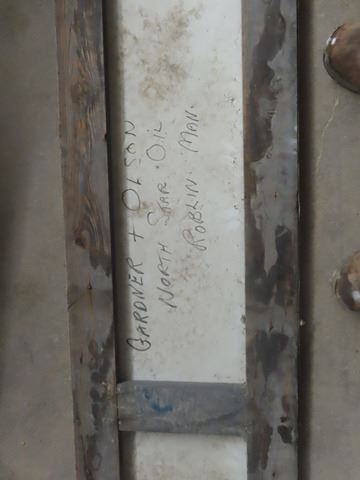 GARDNER + OLSON
NORTH STAR OIL
ROBLIN. MAN.